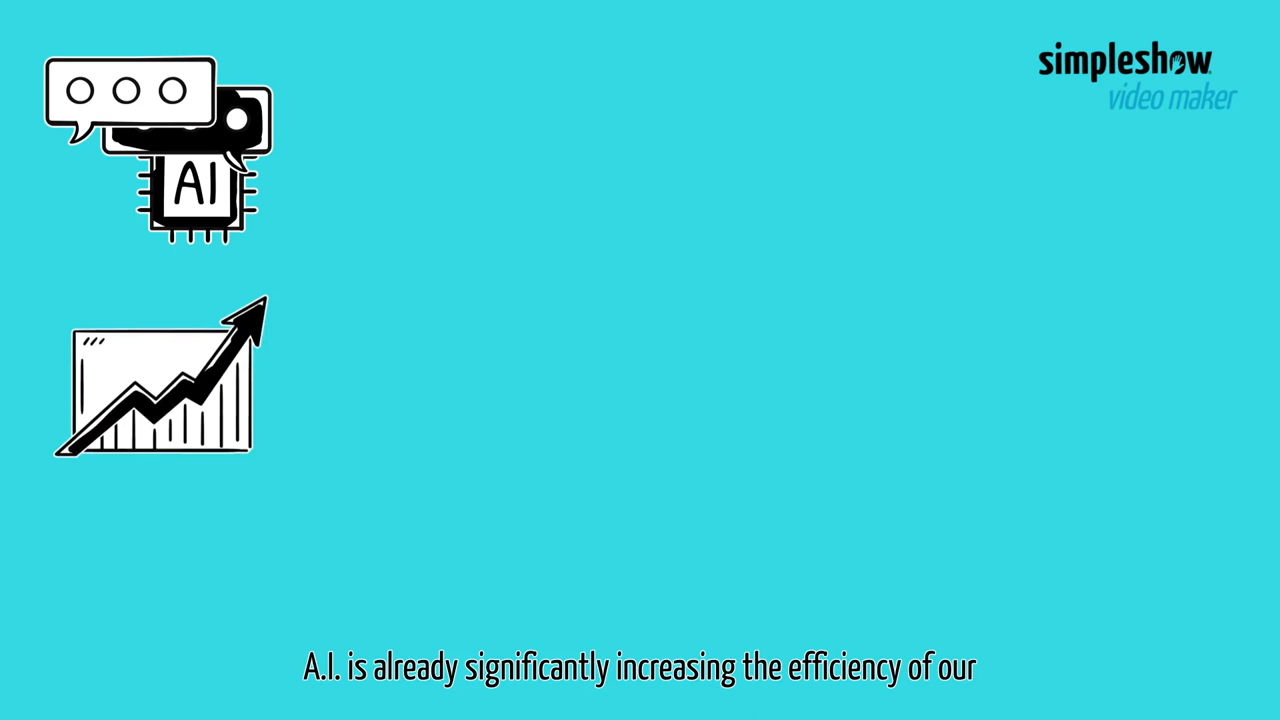 simpleshow
video maker
AI
A.I. is already significantly increasing the efficiency of our